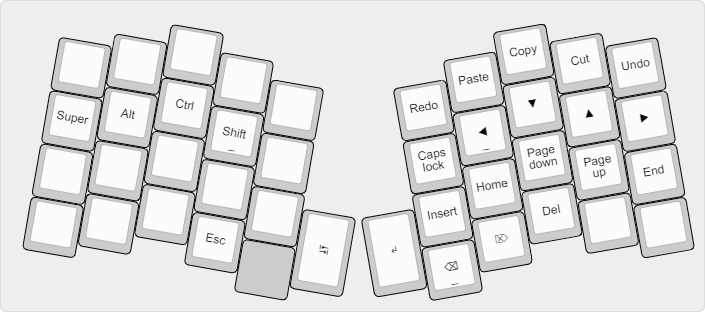 Copy
Cut
Undo
Paste
Redo
Super
Alt
Ctrl
Shift
_
◀
_
▼
▲
▶
Caps
lock
Home
Page
down
Page
up
End
Esc
↹
↵
Insert
⌫
_
⌦
Del